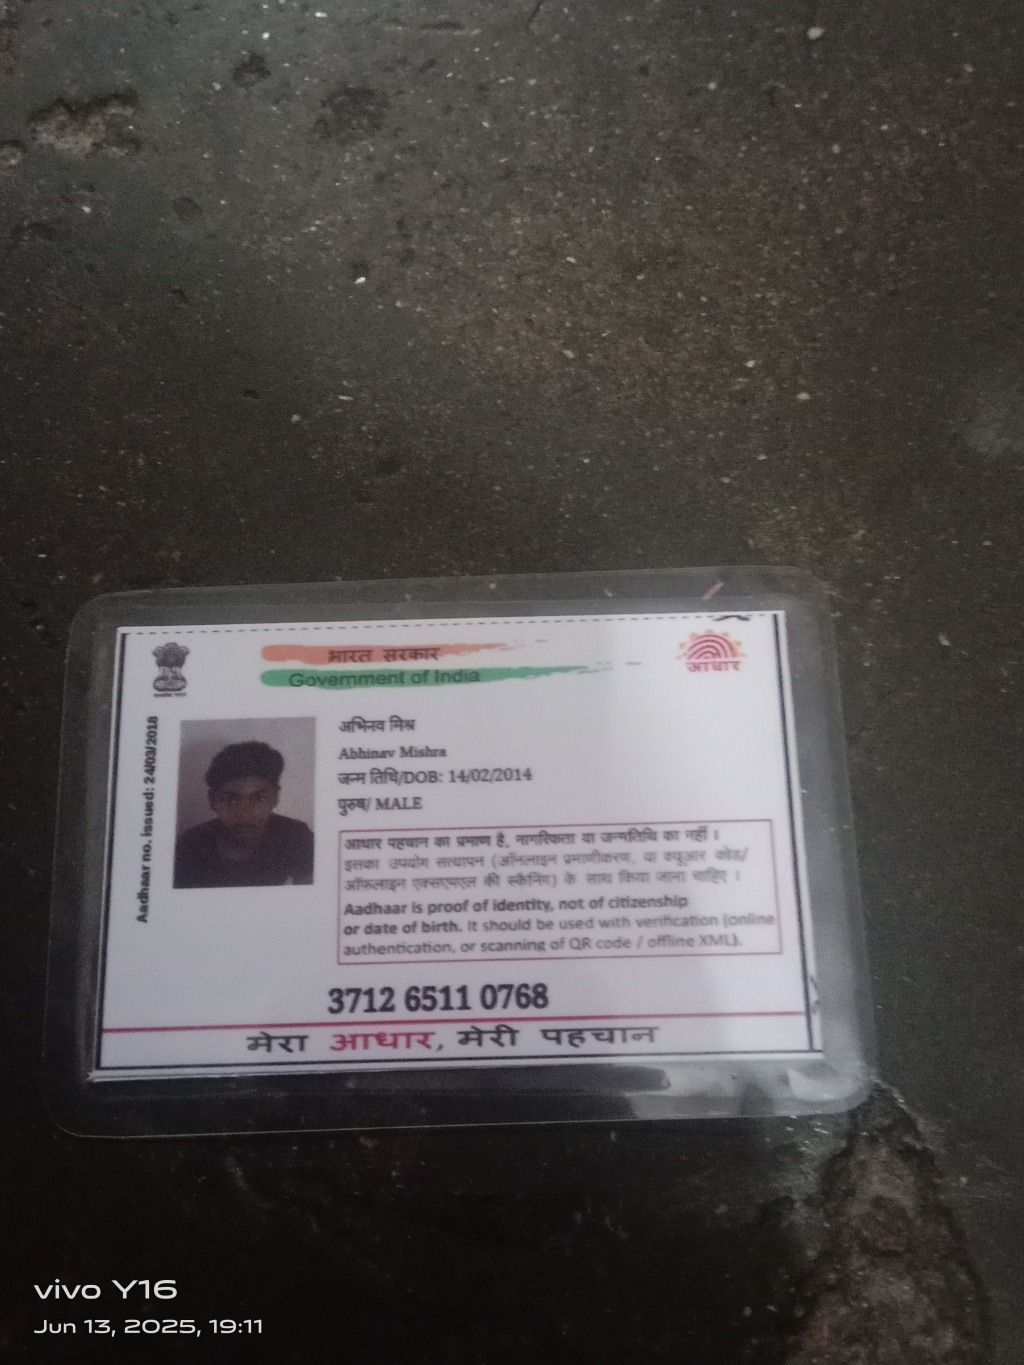 भारत सरकार
Government of India
आधार
Aadhaar no. issued: 24/03/2018
अभिनव मिश्र
Abhinav Mishra
जन्म तिथि/DOB: 14/02/2014
पुरुष/ MALE
आधार पहचान का प्रमाण है, नागरिकता या जन्मतिथि का नहीं ।
इसका उपयोग सत्यापन (ऑनलाइन प्रमाणीकरण, या क्यूआर कोड/
ऑफलाइन एक्सएमएल की स्कैनिंग) के साथ किया जाना चाहिए ।
Aadhaar is proof of identity, not of citizenship
or date of birth. It should be used with verification (online
authentication, or scanning of QR code / offline XML).
3712 6511 0768
मेरा आधार, मेरी पहचान
vivo Y16
Jun 13, 2025, 19:11